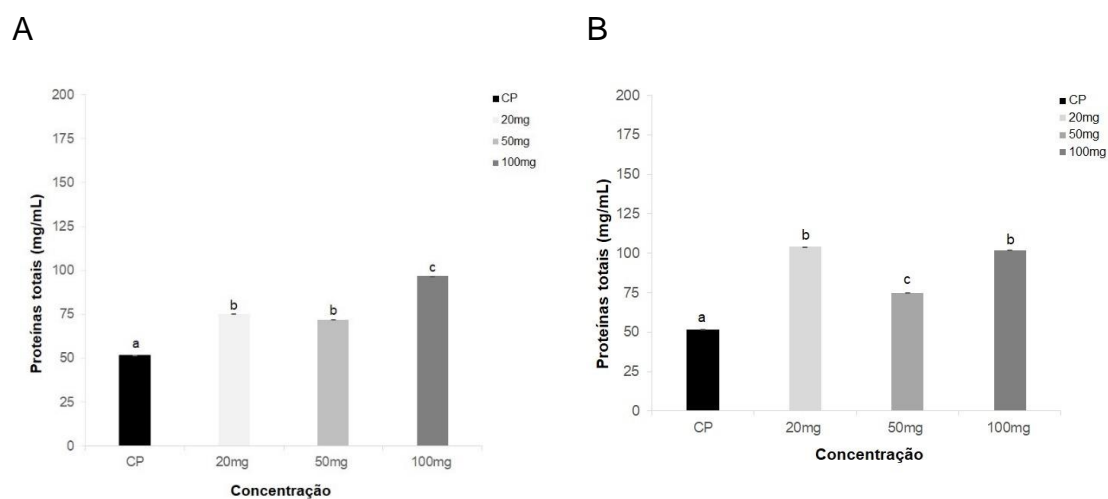 A
200
175
150
125
100
75
50
25
0
Proteínas totais (mg/mL)
a
b
b
c
CP
20mg
50mg
100mg
Concentração
CP
20mg
50mg
100mg
B
200
175
150
125
100
75
50
25
0
Proteínas totais (mg/mL)
a
b
c
b
CP
20mg
50mg
100mg
Concentração
CP
20mg
50mg
100mg